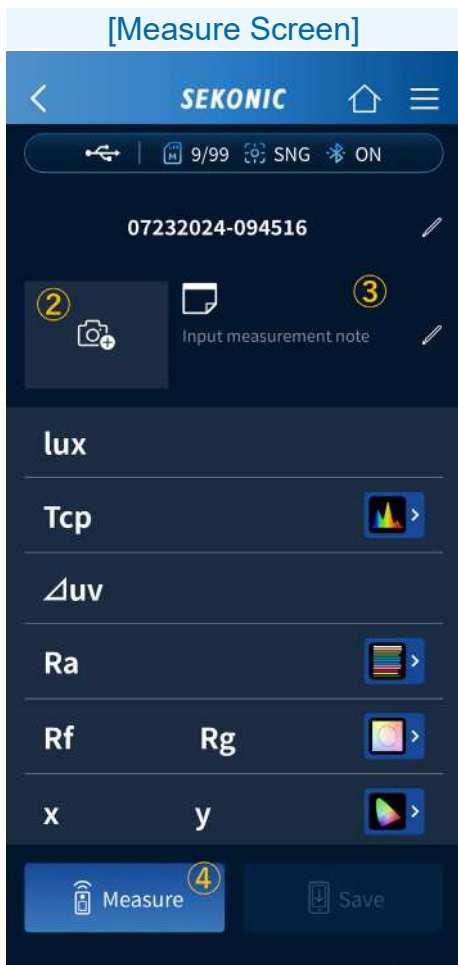 [Measure Screen]
SEKONIC
M 9/99 SNG ON
07232024-094516
② ③
Input measurement note
lux
Tcp
⊿uv
Ra
Rf Rg
x y
④
Measure Save